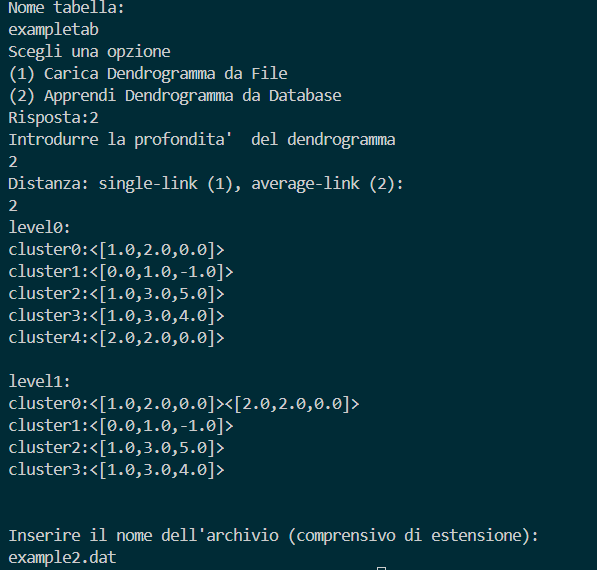 Nome tabella:
exampletab
Scegli una opzione
(1) Carica Dendrogramma da File
(2) Apprendi Dendrogramma da Database
Risposta:2
Introdurre la profondita'  del dendrogramma
2
Distanza: single-link (1), average-link (2):
2
level0:
cluster0:<[1.0,2.0,0.0]>
cluster1:<[0.0,1.0,-1.0]>
cluster2:<[1.0,3.0,5.0]>
cluster3:<[1.0,3.0,4.0]>
cluster4:<[2.0,2.0,0.0]>
level1:
cluster0:<[1.0,2.0,0.0]><[2.0,2.0,0.0]>
cluster1:<[0.0,1.0,-1.0]>
cluster2:<[1.0,3.0,5.0]>
cluster3:<[1.0,3.0,4.0]>
Inserire il nome dell'archivio (comprensivo di estensione):
example2.dat